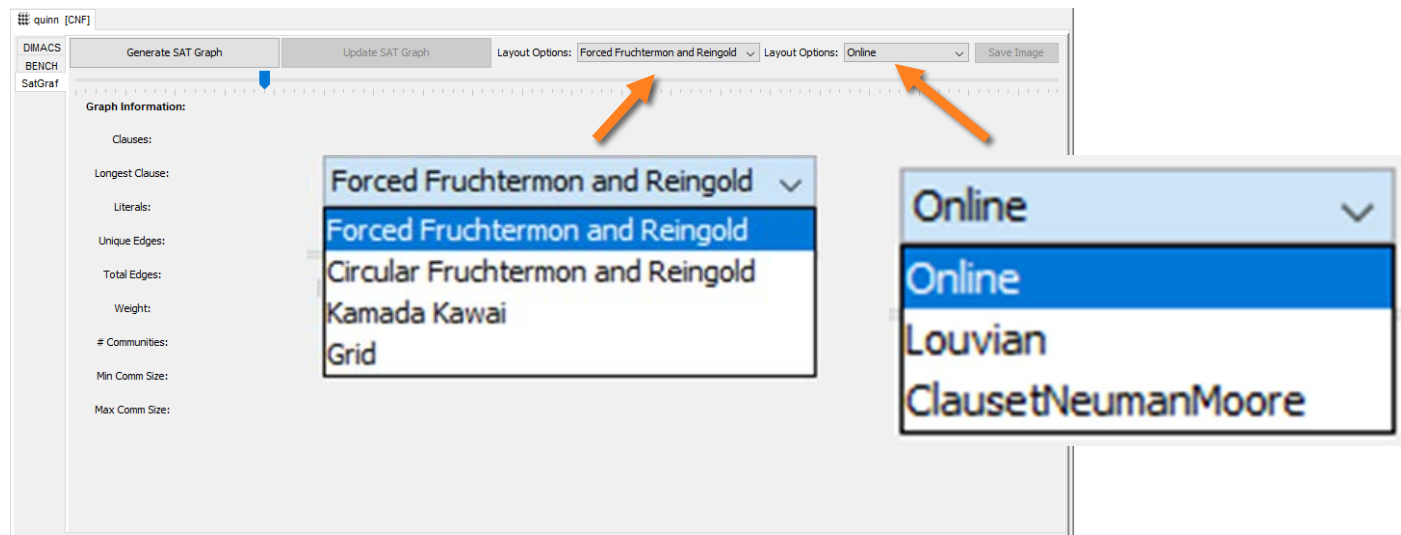 quinn [CNF]
DIMACS
BENCH
SatGraf
Generate SAT Graph
Update SAT Graph
Layout Options:
Forced Fruchtermon and Reingold
Layout Options:
Online
Save Image
Graph Information:
Clauses:
Longest Clause:
Literals:
Unique Edges:
Total Edges:
Weight:
# Communities:
Min Comm Size:
Max Comm Size:
Forced Fruchtermon and Reingold
Forced Fruchtermon and Reingold
Circular Fruchtermon and Reingold
Kamada Kawai
Grid
Online
Online
Louvian
ClausetNeumanMoore